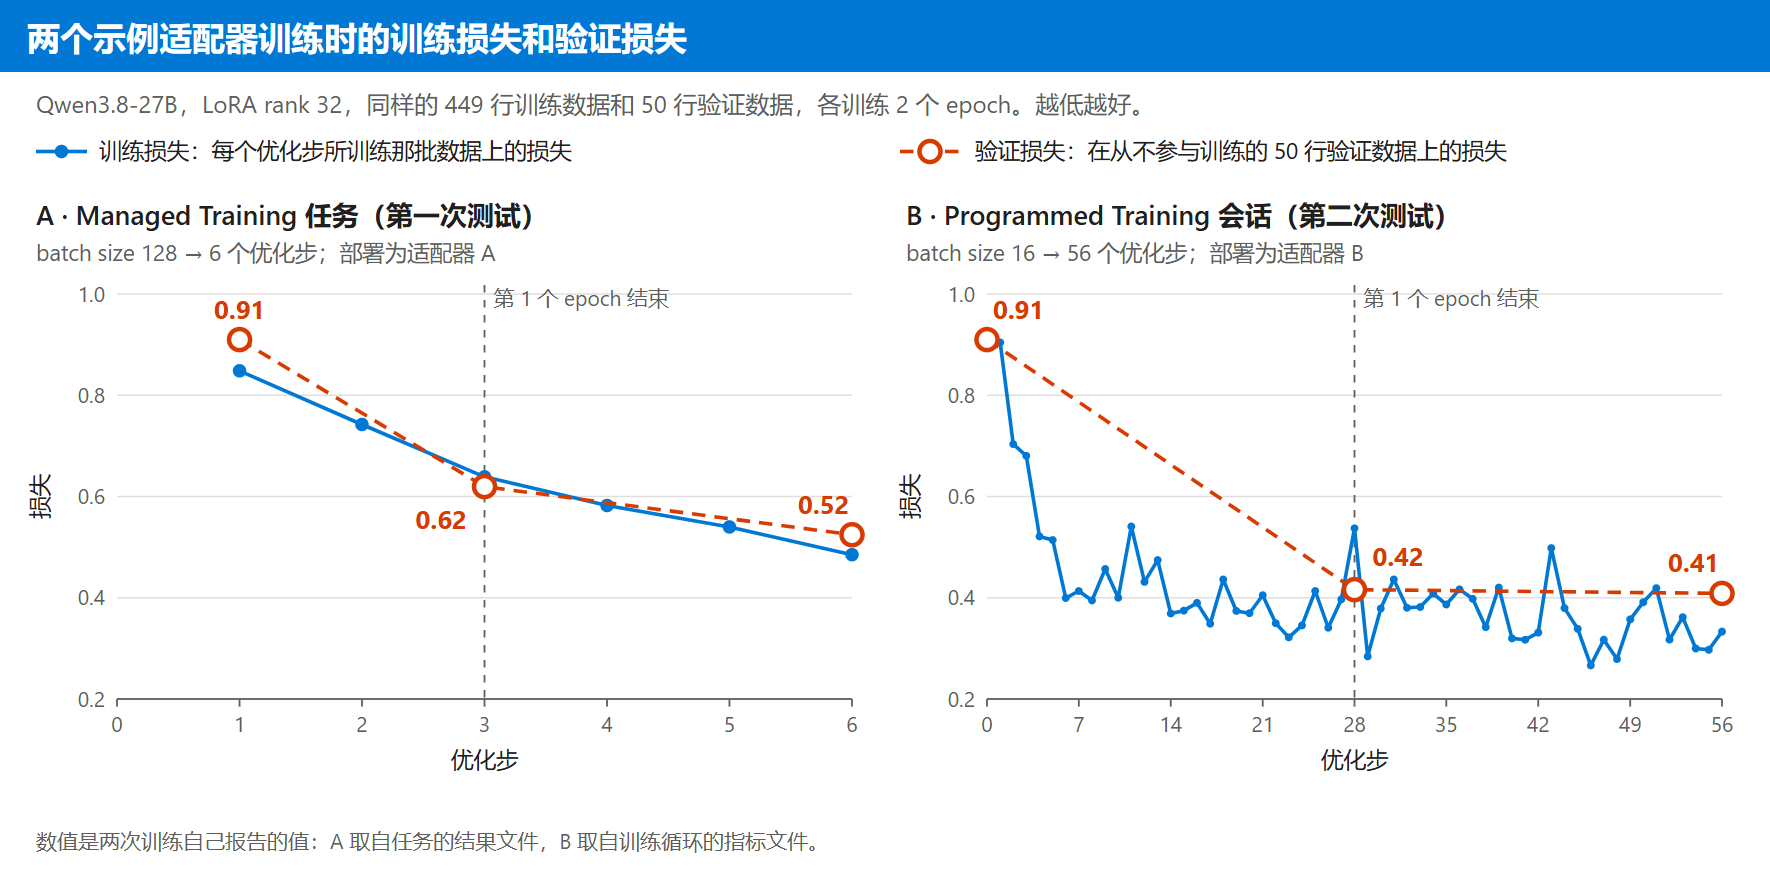 两个示例适配器训练时的训练损失和验证损失
Qwen3.8-27B，LoRA rank 32，同样的 449 行训练数据和 50 行验证数据，各训练 2 个 epoch。越低越好。
训练损失：每个优化步所训练那批数据上的损失
验证损失：在从不参与训练的 50 行验证数据上的损失
A · Managed Training 任务（第一次测试）
batch size 128 → 6 个优化步；部署为适配器 A
1.0
0.8
0.6
0.4
0.2
损失
0.91
0.62
0.52
第 1 个 epoch 结束
0 1 2 3 4 5 6
优化步
B · Programmed Training 会话（第二次测试）
batch size 16 → 56 个优化步；部署为适配器 B
1.0
0.8
0.6
0.4
0.2
损失
0.91
0.42
0.41
第 1 个 epoch 结束
0 7 14 21 28 35 42 49 56
优化步
数值是两次训练自己报告的值：A 取自任务的结果文件，B 取自训练循环的指标文件。